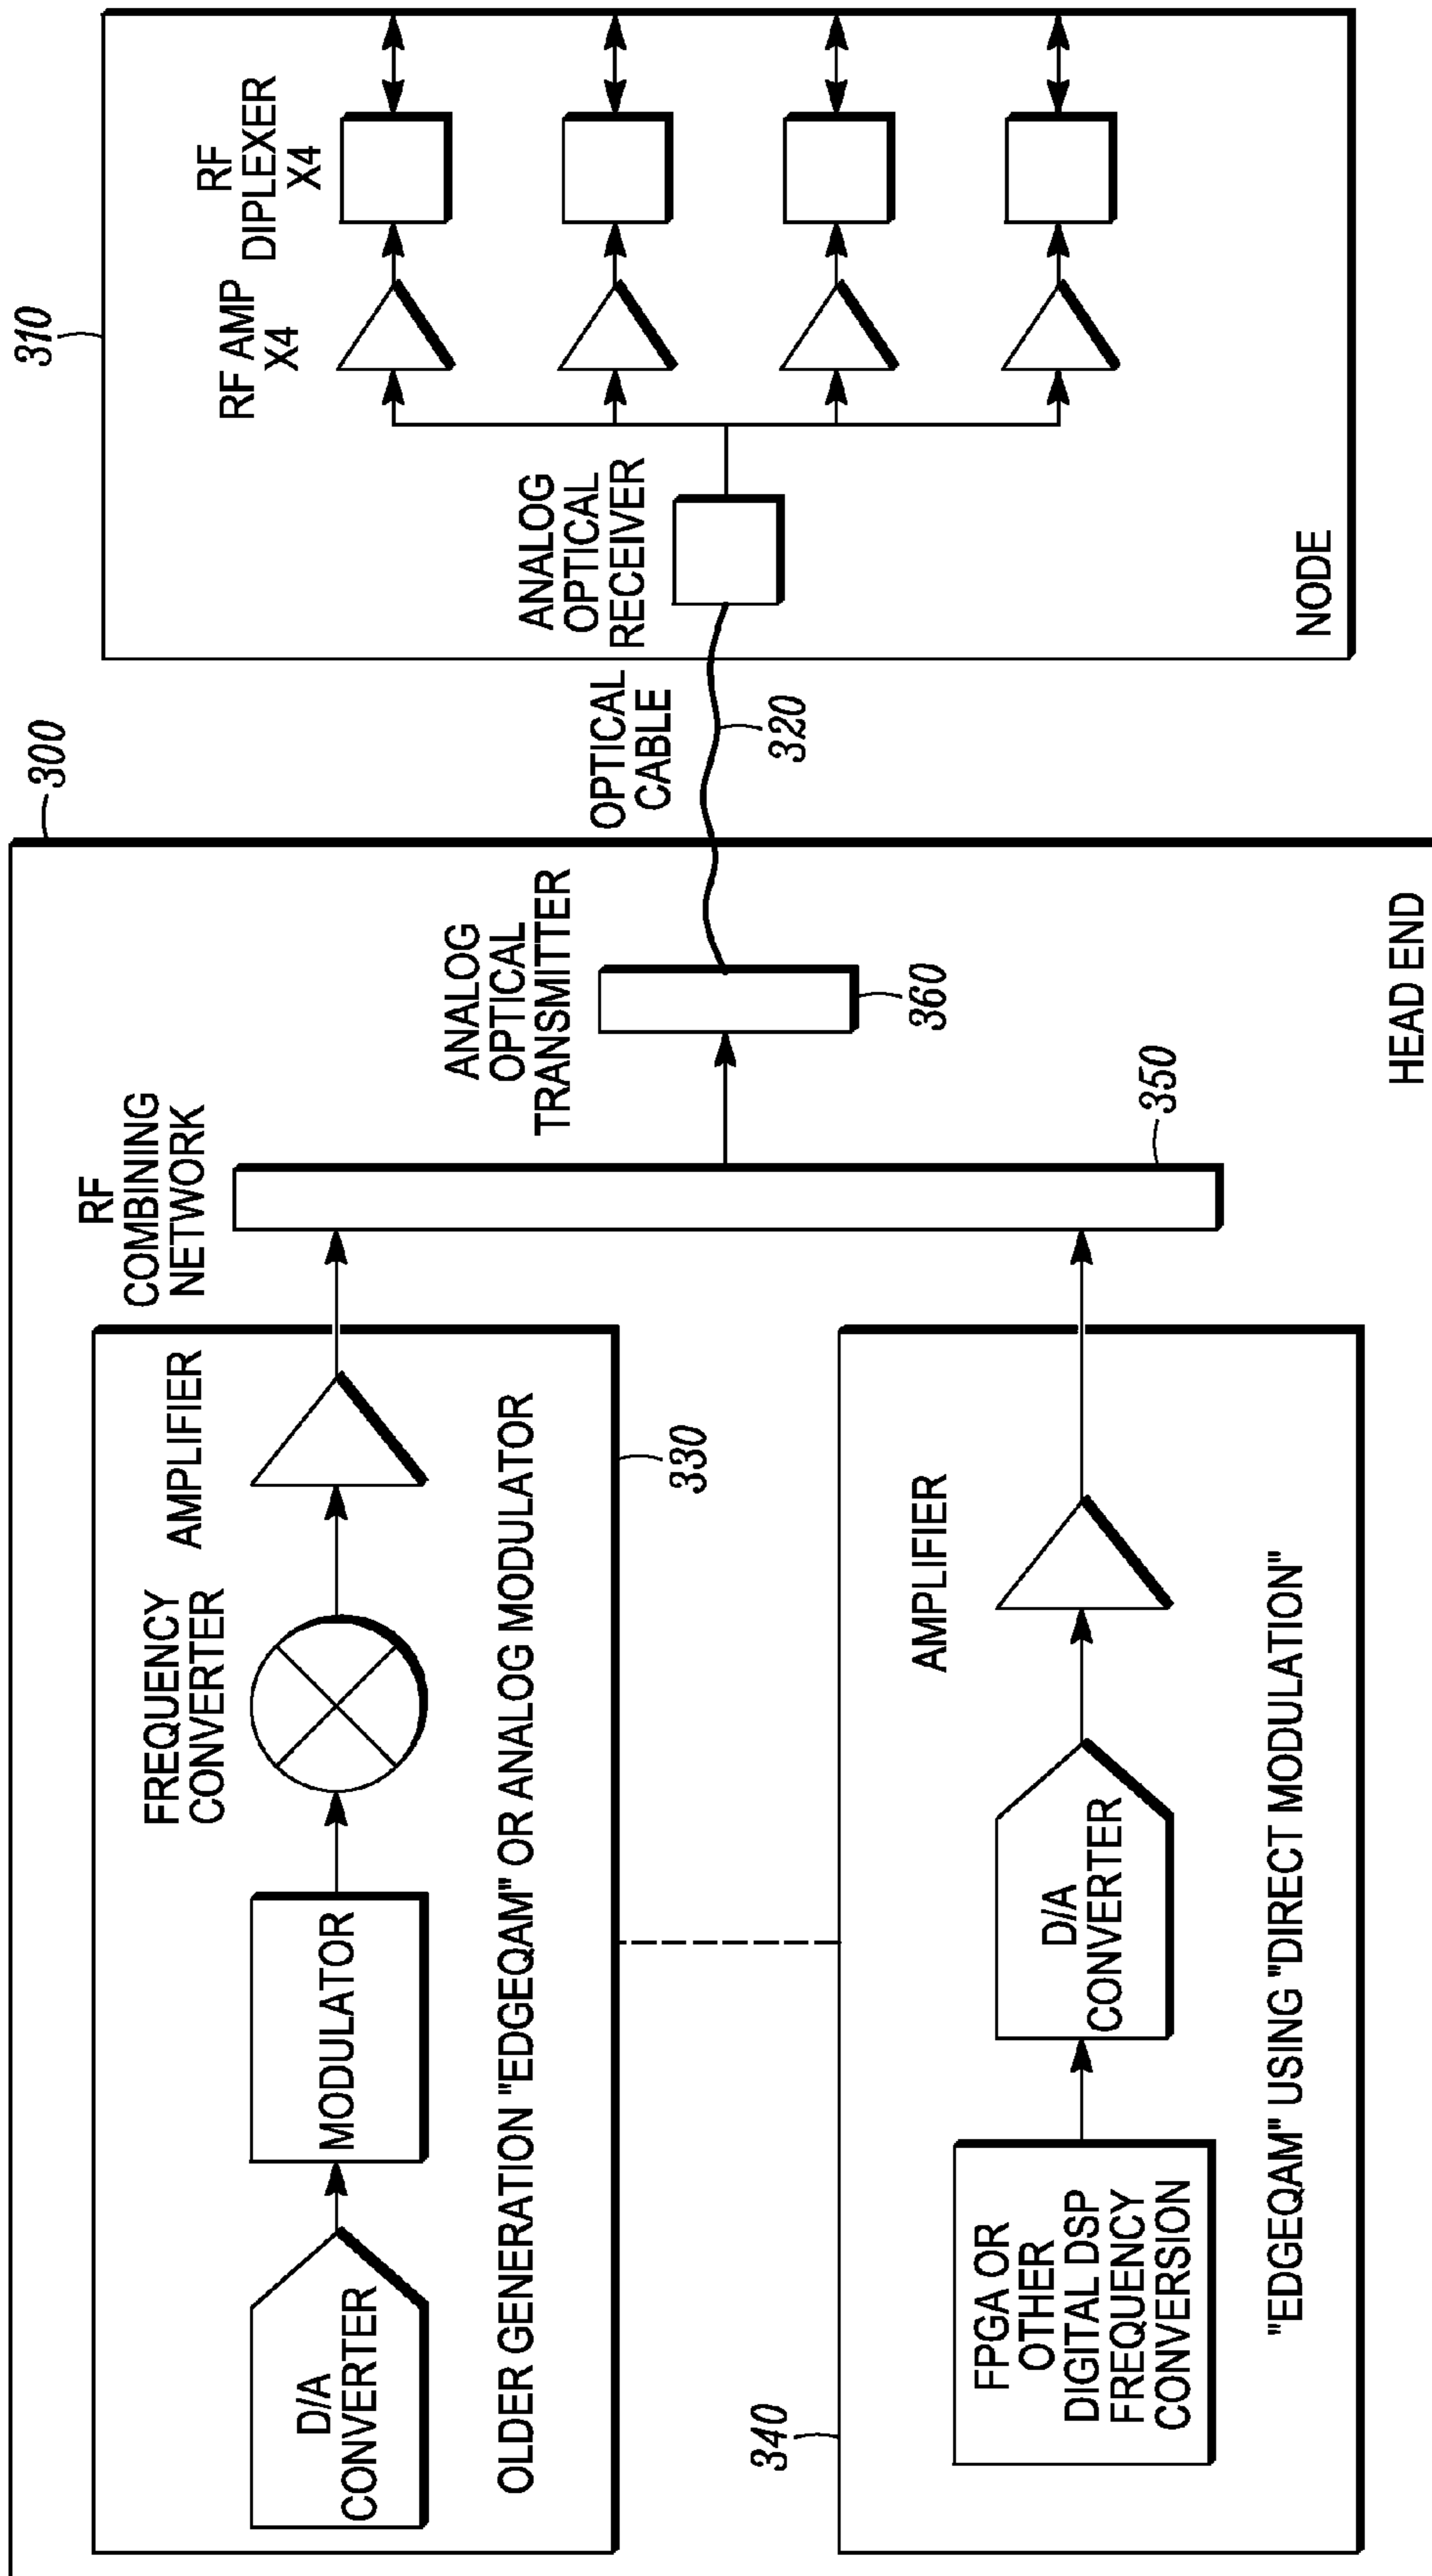 300
310
RF
COMBINING
NETWORK
ANALOG
OPTICAL
TRANSMITTER
OPTICAL
CABLE
ANALOG
OPTICAL
RECEIVER
RF AMP
X4
RF
DIPLEXER
X4
FREQUENCY
CONVERTER
AMPLIFIER
D/A
CONVERTER
MODULATOR
OLDER GENERATION "EDGEQAM" OR ANALOG MODULATOR
330
360
320
NODE
340
AMPLIFIER
FPGA OR
OTHER
DIGITAL DSP
FREQUENCY
CONVERSION
D/A
CONVERTER
350
"EDGEQAM" USING "DIRECT MODULATION"
HEAD END